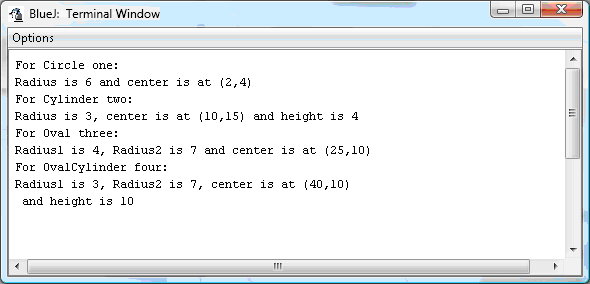 BlueJ: Terminal Window
Options
For Circle one:
Radius is 6 and center is at (2,4)
For Cylinder two:
Radius is 3, center is at (10,15) and height is 4
For Oval three:
Radius1 is 4, Radius2 is 7 and center is at (25,10)
For OvalCylinder four:
Radius1 is 3, Radius2 is 7, center is at (40,10)
 and height is 10